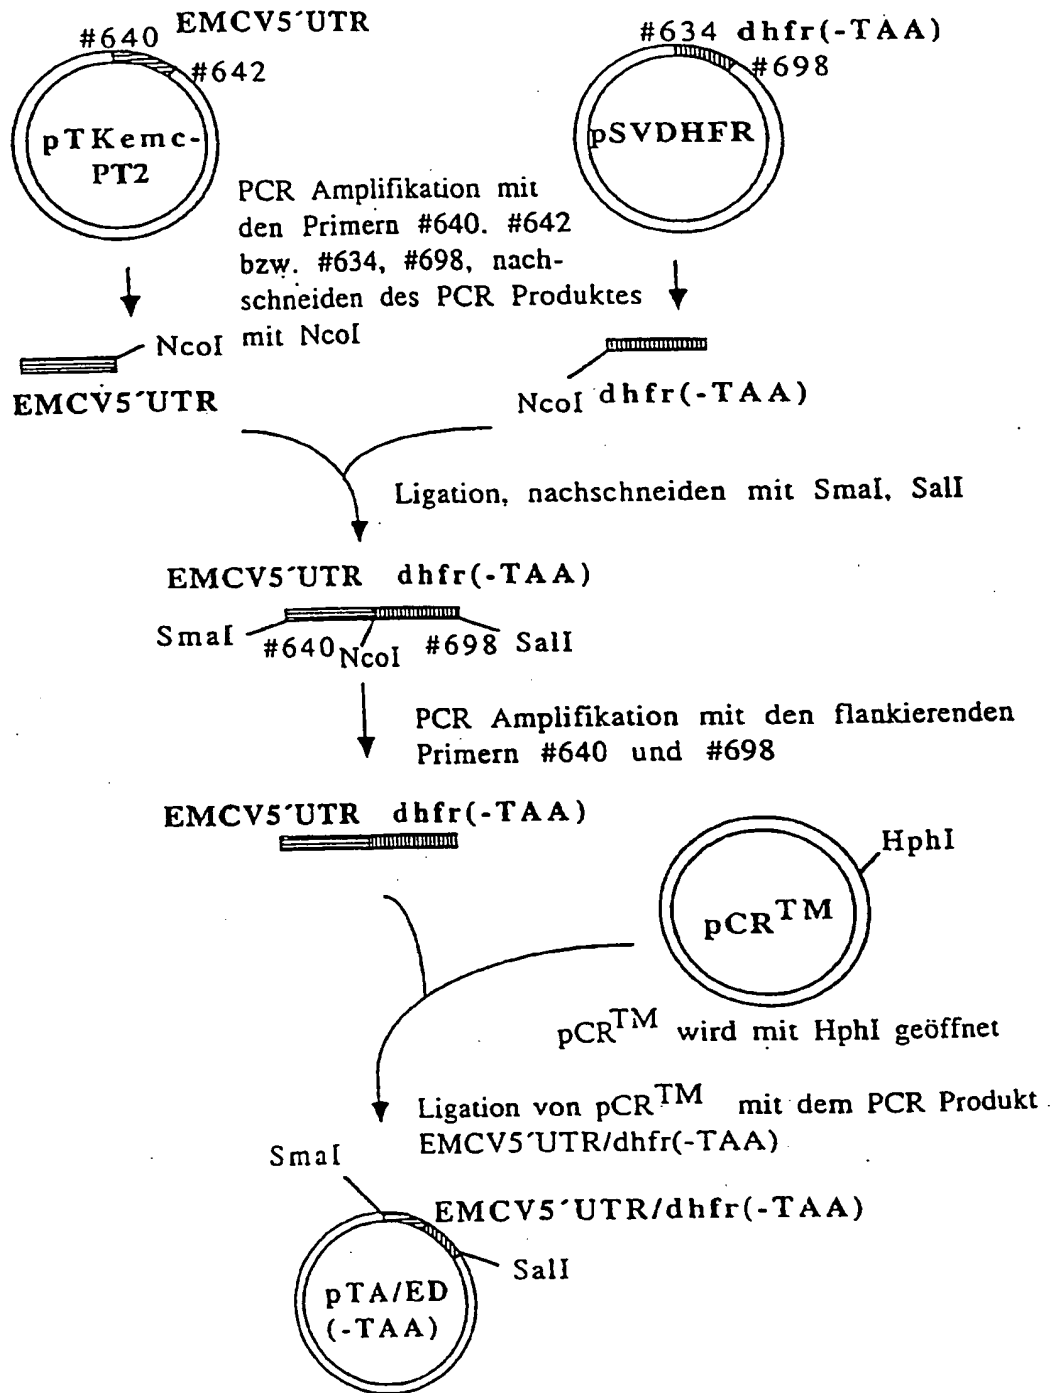 #640 EMCV5´UTR
#642
pTKemc-
PT2
#634 dhfr(-TAA)
#698
pSVDHFR
PCR Amplifikation mit
den Primern #640. #642
bzw. #634, #698, nach-
schneiden des PCR Produktes
mit NcoI
NcoI
EMCV5´UTR
NcoI dhfr(-TAA)
Ligation, nachschneiden mit SmaI, SalI
EMCV5´UTR dhfr(-TAA)
SmaI #640 NcoI #698 SalI
PCR Amplifikation mit den flankierenden
Primern #640 und #698
EMCV5´UTR dhfr(-TAA)
HphI
pCR™
pCR™ wird mit HphI geöffnet
Ligation von pCR™ mit dem PCR Produkt
EMCV5´UTR/dhfr(-TAA)
SmaI
EMCV5´UTR/dhfr(-TAA)
SalI
pTA/ED
(-TAA)